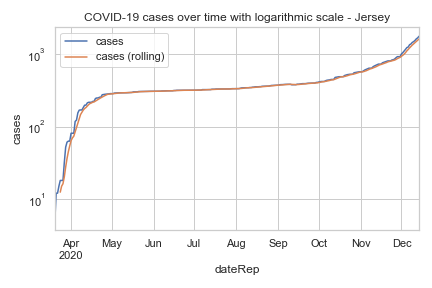 COVID-19 cases over time with logarithmic scale - Jersey
cases
cases (rolling)
10³
10²
10¹
cases
Apr May Jun Jul Aug Sep Oct Nov Dec
2020
dateRep